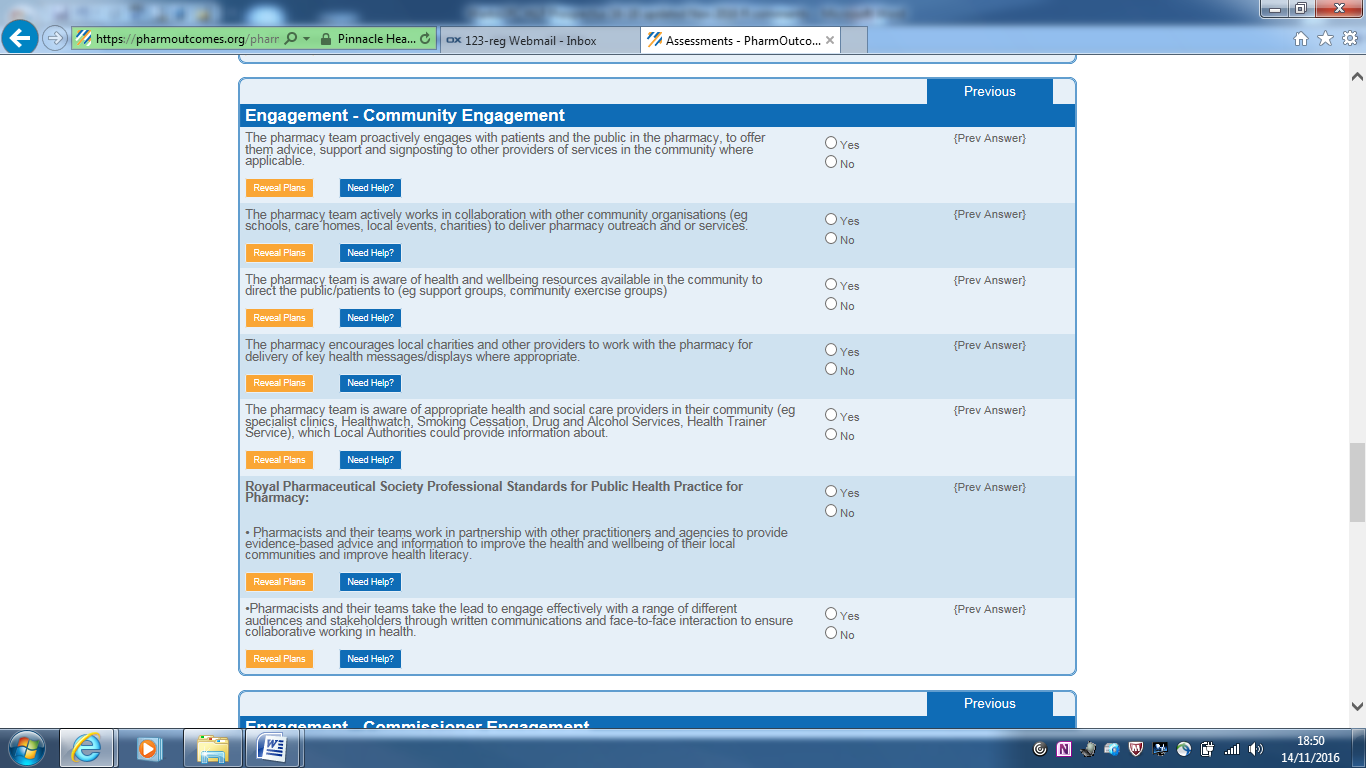 https://pharmoutcomes.org/pharr
Pinnacle Hea...
123-reg Webmail - Inbox
Assessments - PharmOutco...
Previous
Engagement - Community Engagement
The pharmacy team proactively engages with patients and the public in the pharmacy, to offer
them advice, support and signposting to other providers of services in the community where
applicable.
Yes
No
{Prev Answer}
Reveal Plans
Need Help?
The pharmacy team actively works in collaboration with other community organisations (eg
schools, care homes, local events, charities) to deliver pharmacy outreach and or services.
Yes
No
{Prev Answer}
Reveal Plans
Need Help?
The pharmacy team is aware of health and wellbeing resources available in the community to
direct the public/patients to (eg support groups, community exercise groups)
Yes
No
{Prev Answer}
Reveal Plans
Need Help?
The pharmacy encourages local charities and other providers to work with the pharmacy for
delivery of key health messages/displays where appropriate.
Yes
No
{Prev Answer}
Reveal Plans
Need Help?
The pharmacy team is aware of appropriate health and social care providers in their community (eg
specialist clinics, Healthwatch, Smoking Cessation, Drug and Alcohol Services, Health Trainer
Service), which Local Authorities could provide information about.
Yes
No
{Prev Answer}
Reveal Plans
Need Help?
Royal Pharmaceutical Society Professional Standards for Public Health Practice for
Pharmacy:
• Pharmacists and their teams work in partnership with other practitioners and agencies to provide
evidence-based advice and information to improve the health and wellbeing of their local
communities and improve health literacy.
Yes
No
{Prev Answer}
Reveal Plans
Need Help?
•Pharmacists and their teams take the lead to engage effectively with a range of different
audiences and stakeholders through written communications and face-to-face interaction to ensure
collaborative working in health.
Yes
No
{Prev Answer}
Reveal Plans
Need Help?
Previous
Engagement - Commissioner Engagement
18:50
14/11/2016